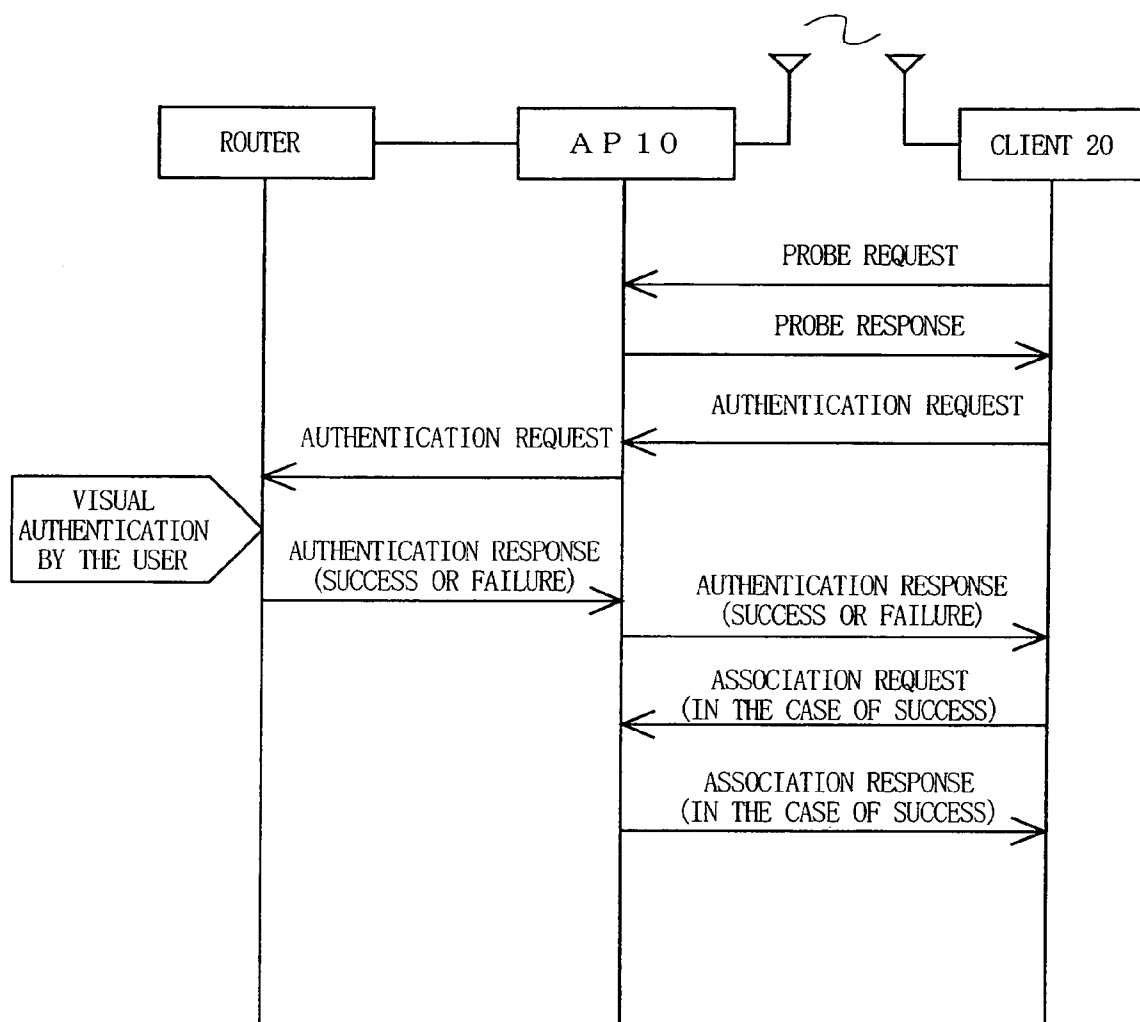 ROUTER
AP10
CLIENT 20
PROBE REQUEST
PROBE RESPONSE
AUTHENTICATION REQUEST
AUTHENTICATION REQUEST
VISUAL
AUTHENTICATION
BY THE USER
AUTHENTICATION RESPONSE
(SUCCESS OR FAILURE)
AUTHENTICATION RESPONSE
(SUCCESS OR FAILURE)
ASSOCIATION REQUEST
(IN THE CASE OF SUCCESS)
ASSOCIATION RESPONSE
(IN THE CASE OF SUCCESS)